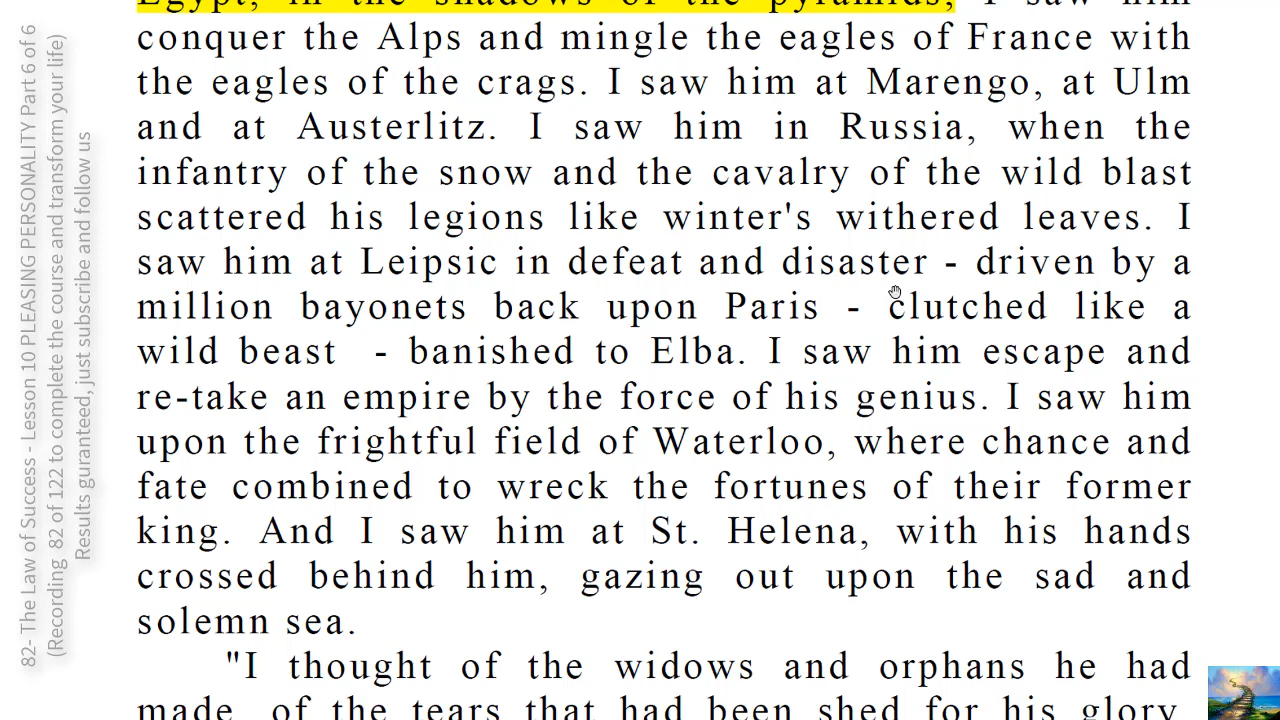 Egypt, in the shadows of the pyramids; I saw him
conquer the Alps and mingle the eagles of France with
the eagles of the crags. I saw him at Marengo, at Ulm
and at Austerlitz. I saw him in Russia, when the
infantry of the snow and the cavalry of the wild blast
scattered his legions like winter's withered leaves. I
saw him at Leipsic in defeat and disaster - driven by a
million bayonets back upon Paris - clutched like a
wild beast - banished to Elba. I saw him escape and
re-take an empire by the force of his genius. I saw him
upon the frightful field of Waterloo, where chance and
fate combined to wreck the fortunes of their former
king. And I saw him at St. Helena, with his hands
crossed behind him, gazing out upon the sad and
solemn sea.
"I thought of the widows and orphans he had
made, of the tears that had been shed for his glory,
82- The Law of Success - Lesson 10 PLEASING PERSONALITY Part 6 of 6
(Recording 82 of 122 to complete the course and transform your life)
Results guranteed, just subscribe and follow us